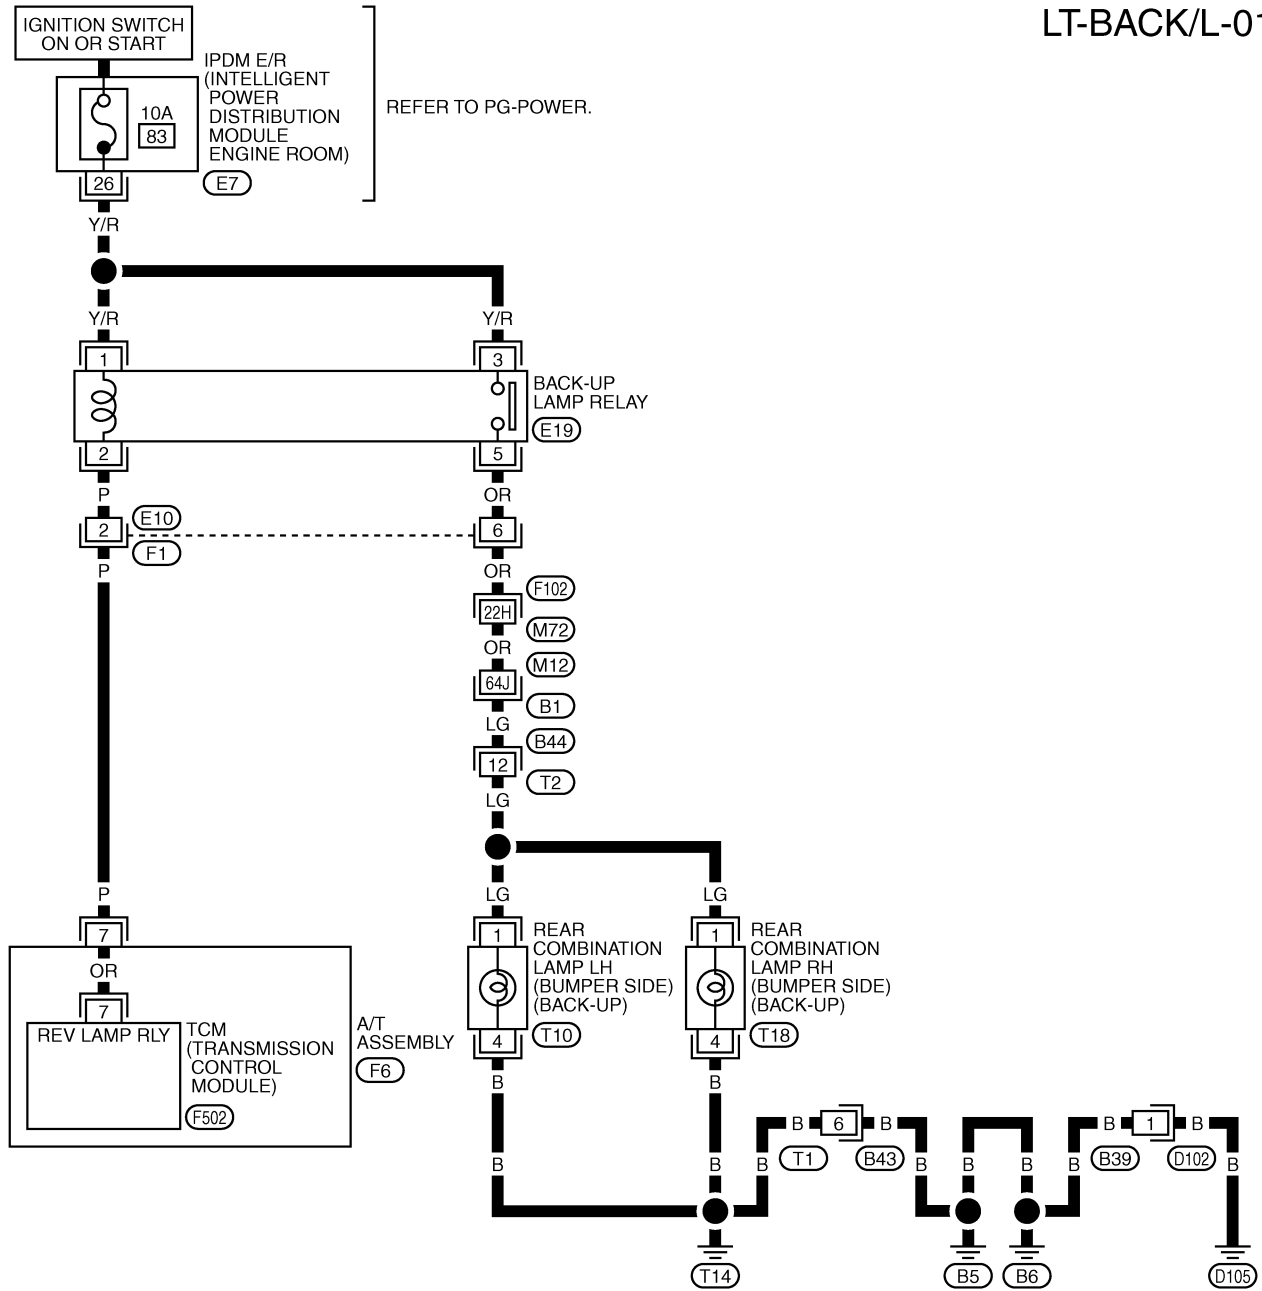 LT-BACK/L-01
IGNITION SWITCH
ON OR START
IPDM E/R
(INTELLIGENT
POWER
DISTRIBUTION
MODULE
ENGINE ROOM)
E7
10A
83
26
REFER TO PG-POWER.
Y/R
Y/R
Y/R
1
3
BACK-UP
LAMP RELAY
E19
2
5
P
OR
2
E10
F1
6
P
OR
F102
22H
M72
OR
M12
64J
B1
LG
B44
12
T2
LG
P
LG
LG
7
1
REAR
COMBINATION
LAMP LH
(BUMPER SIDE)
(BACK-UP)
T10
1
REAR
COMBINATION
LAMP RH
(BUMPER SIDE)
(BACK-UP)
T18
OR
7
REV LAMP RLY
TCM
(TRANSMISSION
CONTROL
MODULE)
F502
A/T
ASSEMBLY
F6
4
4
B
B
B
6
B
B
1
B
T1
B43
B39
D102
B
B
B
B
B
B
B
B
T14
B5
B6
D105